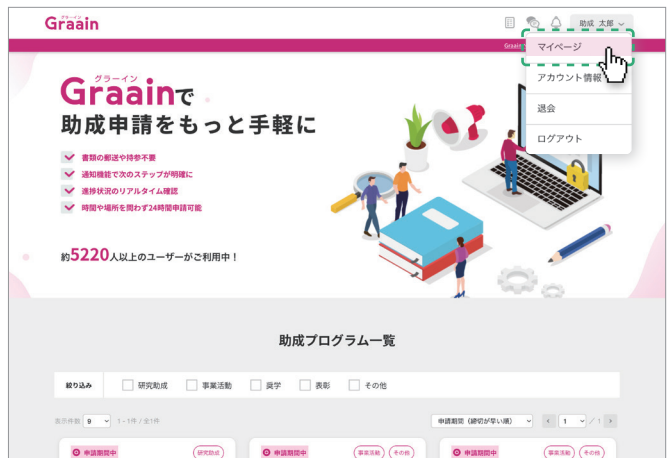 グラーイン
Graain
助成 太郎
マイページ
アカウント情報
退会
ログアウト
グラーイン
Graainで
助成申請をもっと手軽に
書類の郵送や持参不要
通知機能で次のステップが明確に
進捗状況のリアルタイム確認
時間や場所を問わず24時間申請可能
約5220人以上のユーザーがご利用中！
助成プログラム一覧
絞り込み 研究助成 事業活動 奨学 表彰 その他
表示件数 9 1 - 1件 / 全1件 申請期間（締切が早い順） < 1 / 1 >
申請期間中 研究助成 申請期間中 事業活動 その他 申請期間中 事業活動 その他